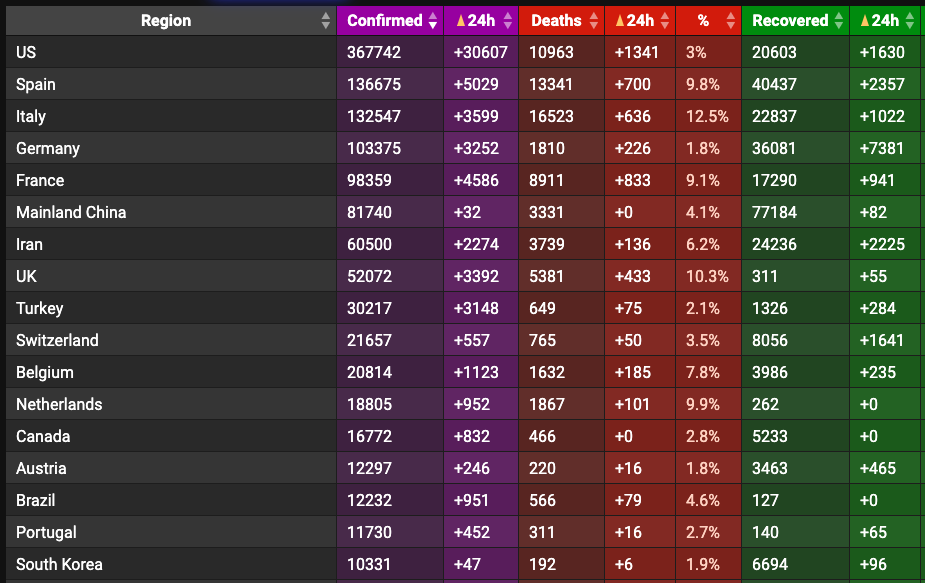 Region Confirmed ▲24h Deaths ▲24h % Recovered ▲24h
US 367742 +30607 10963 +1341 3% 20603 +1630
Spain 136675 +5029 13341 +700 9.8% 40437 +2357
Italy 132547 +3599 16523 +636 12.5% 22837 +1022
Germany 103375 +3252 1810 +226 1.8% 36081 +7381
France 98359 +4586 8911 +833 9.1% 17290 +941
Mainland China 81740 +32 3331 +0 4.1% 77184 +82
Iran 60500 +2274 3739 +136 6.2% 24236 +2225
UK 52072 +3392 5381 +433 10.3% 311 +55
Turkey 30217 +3148 649 +75 2.1% 1326 +284
Switzerland 21657 +557 765 +50 3.5% 8056 +1641
Belgium 20814 +1123 1632 +185 7.8% 3986 +235
Netherlands 18805 +952 1867 +101 9.9% 262 +0
Canada 16772 +832 466 +0 2.8% 5233 +0
Austria 12297 +246 220 +16 1.8% 3463 +465
Brazil 12232 +951 566 +79 4.6% 127 +0
Portugal 11730 +452 311 +16 2.7% 140 +65
South Korea 10331 +47 192 +6 1.9% 6694 +96